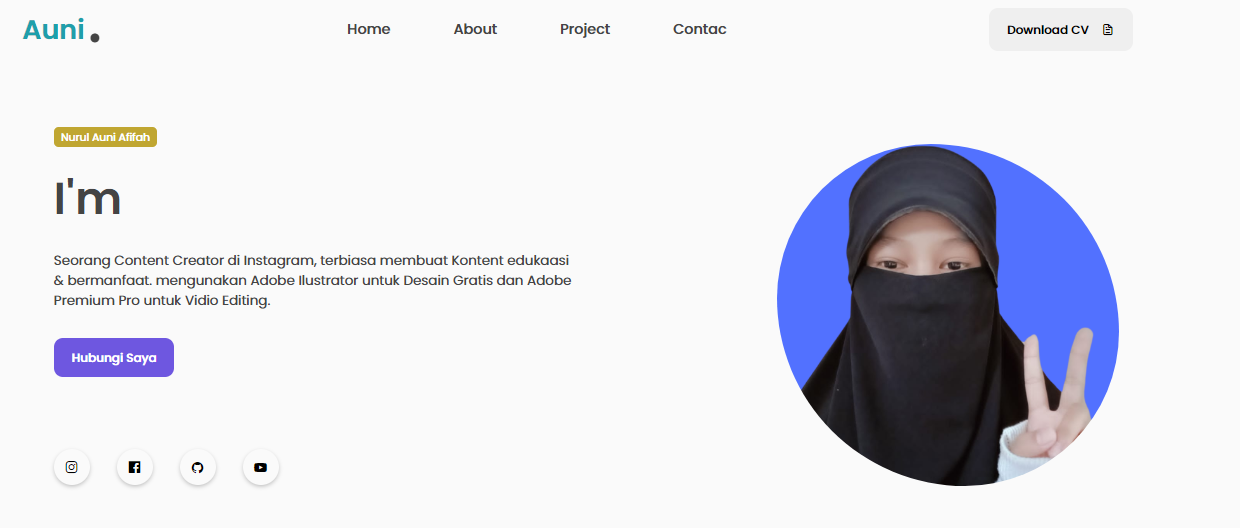 Auni.
Home About Project Contac Download CV
Nurul Auni Afifah
I'm
Seorang Content Creator di Instagram, terbiasa membuat Kontent edukaasi
& bermanfaat. mengunakan Adobe Ilustrator untuk Desain Gratis dan Adobe
Premium Pro untuk Vidio Editing.
Hubungi Saya